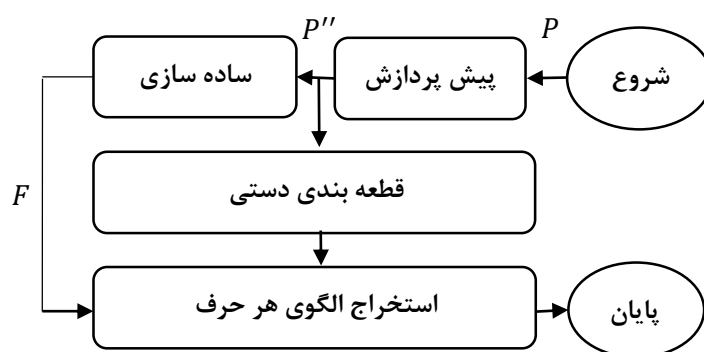 P
P′′
شروع
پیش پردازش
ساده سازی
قطعه بندی دستی
F
استخراج الگوی هر حرف
پایان